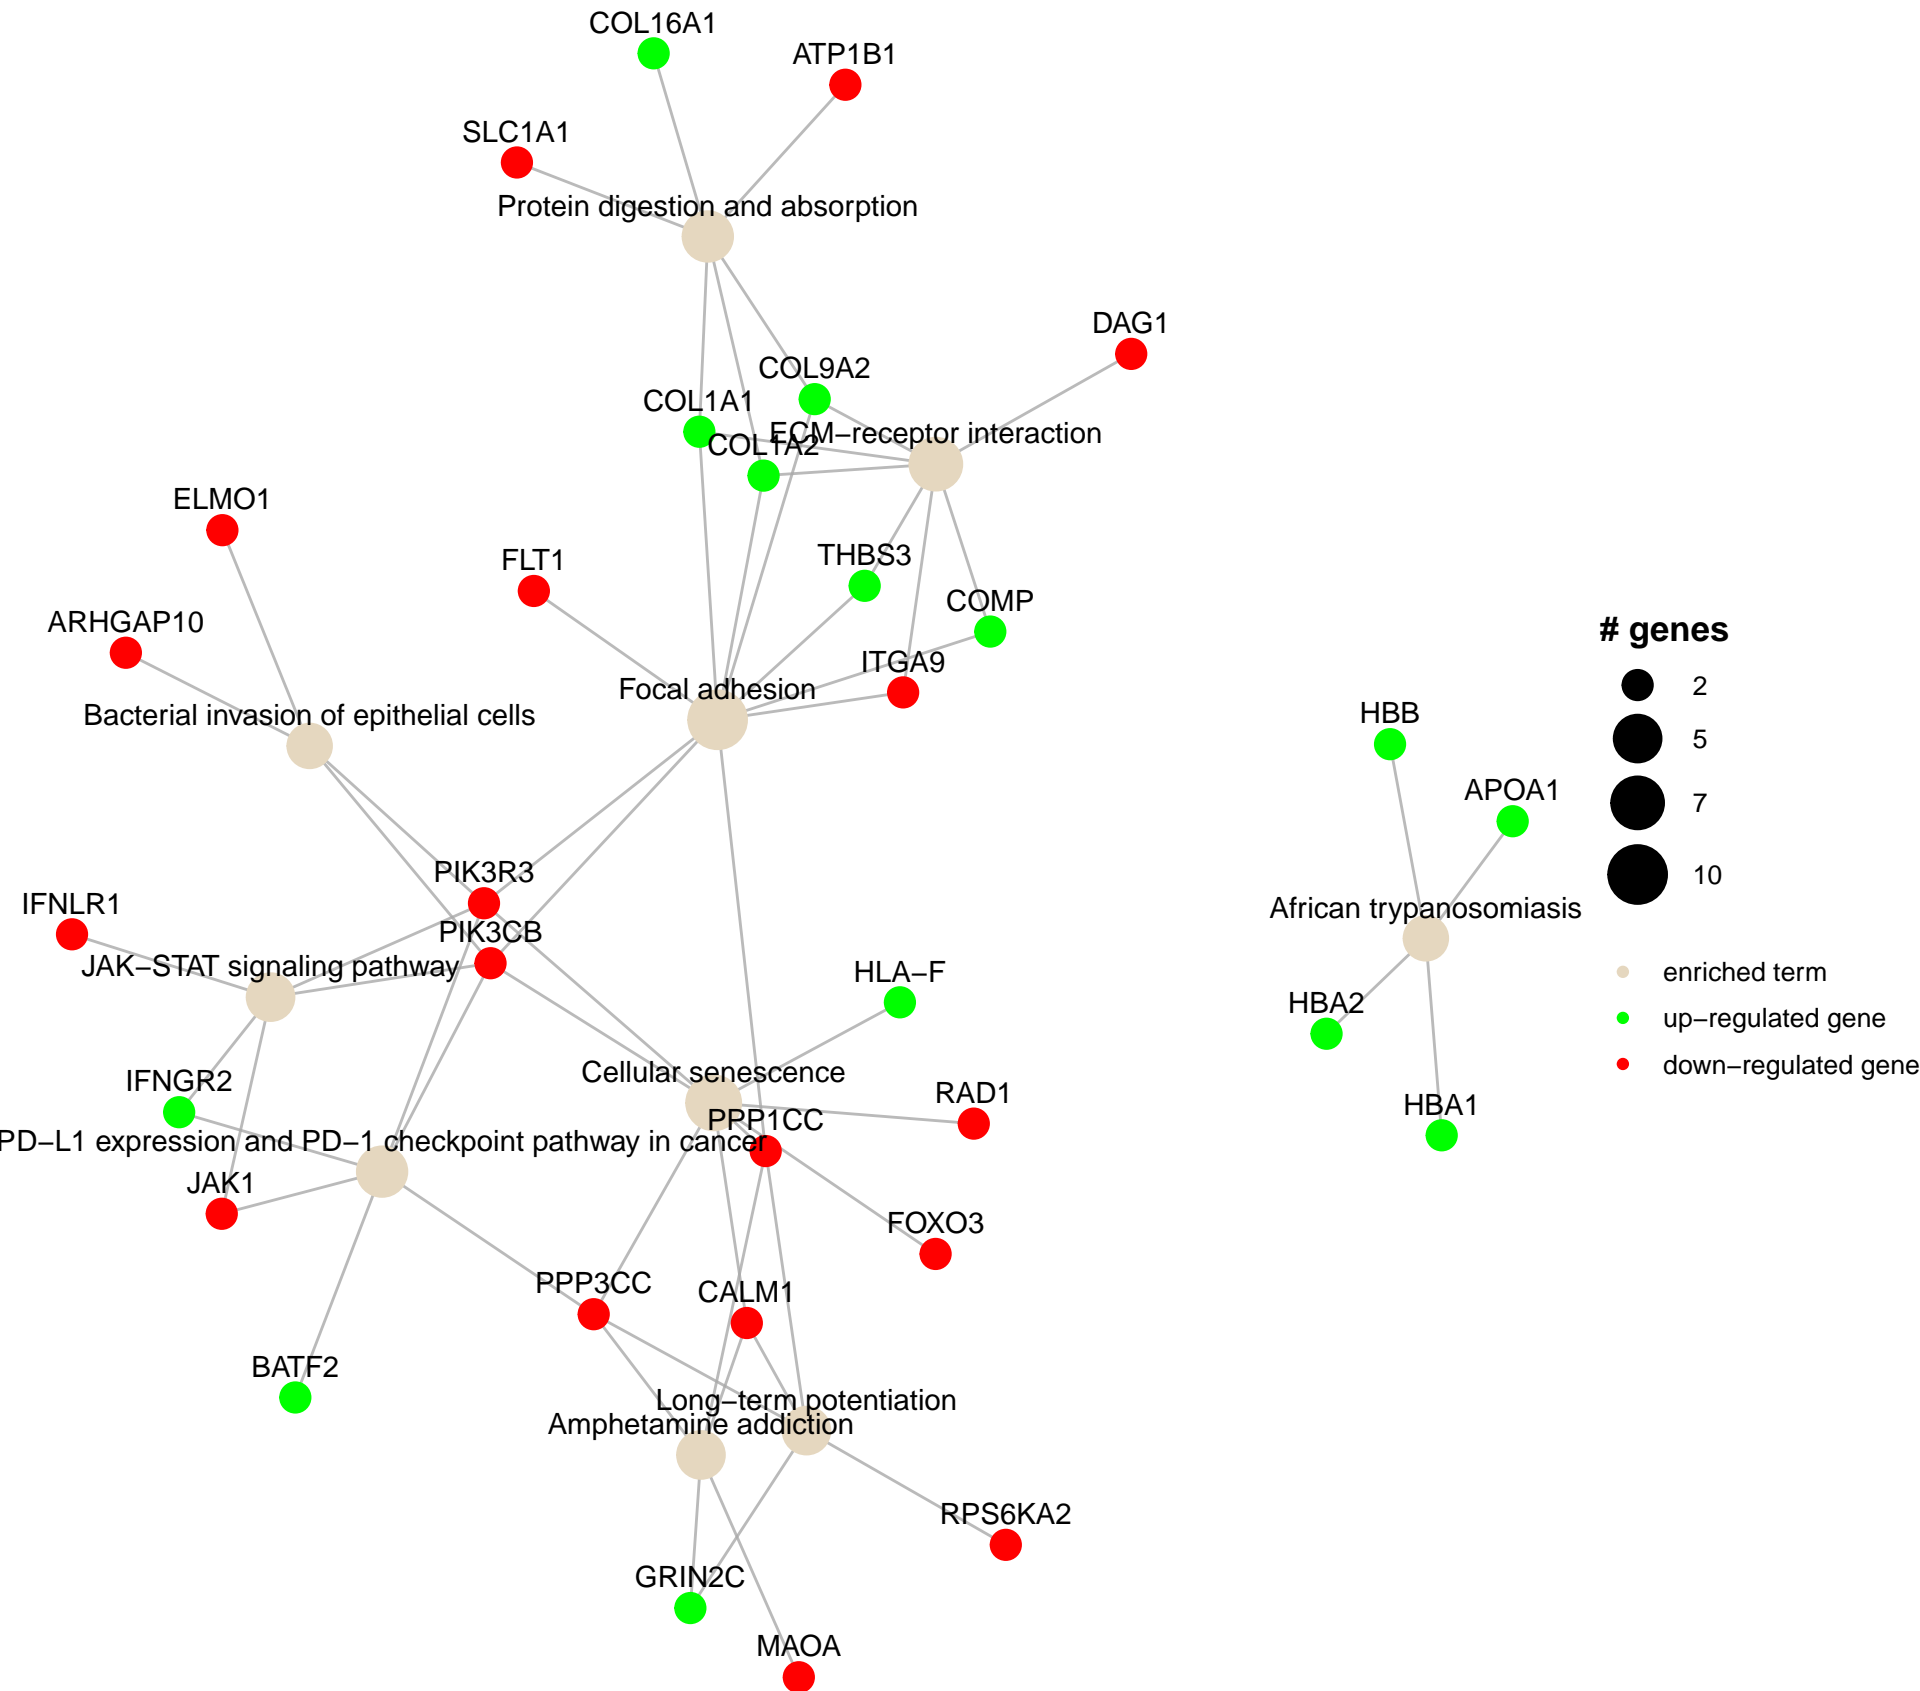 COL16A1
ATP1B1
SLC1A1
Protein digestion and absorption
DAG1
COL9A2
COL1A1
ECM−receptor interaction
COL1A2
ELMO1
FLT1
THBS3
COMP
ARHGAP10
# genes
ITGA9
2
Focal adhesion
HBB
Bacterial invasion of epithelial cells
5
APOA1
7
PIK3R3
10
IFNLR1
African trypanosomiasis
PIK3CB
JAK−STAT signaling pathway
HLA−F
enriched term
HBA2
up−regulated gene
Cellular senescence
IFNGR2
down−regulated gene
RAD1
HBA1
PPP1CC
PD−L1 expression and PD−1 checkpoint pathway in cancer
JAK1
FOXO3
PPP3CC
CALM1
BATF2
Long−term potentiation
Amphetamine addiction
RPS6KA2
GRIN2C
MAOA